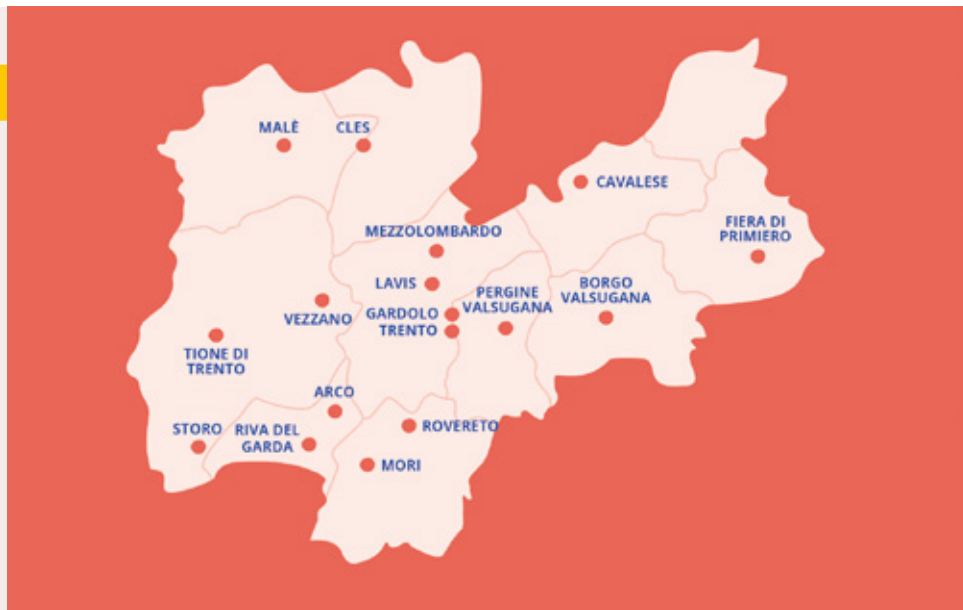 MALÈ
CLES
CAVALESE
FIERA DI
PRIMIERO
MEZZOLOMBARDO
LAVIS
PERGINE
VALSUGANA
BORGO
VALSUGANA
VEZZANO
GARDOLO
TRENTO
TIONE DI
TRENTO
ARCO
STORO
RIVA DEL
GARDA
ROVERETO
MORI